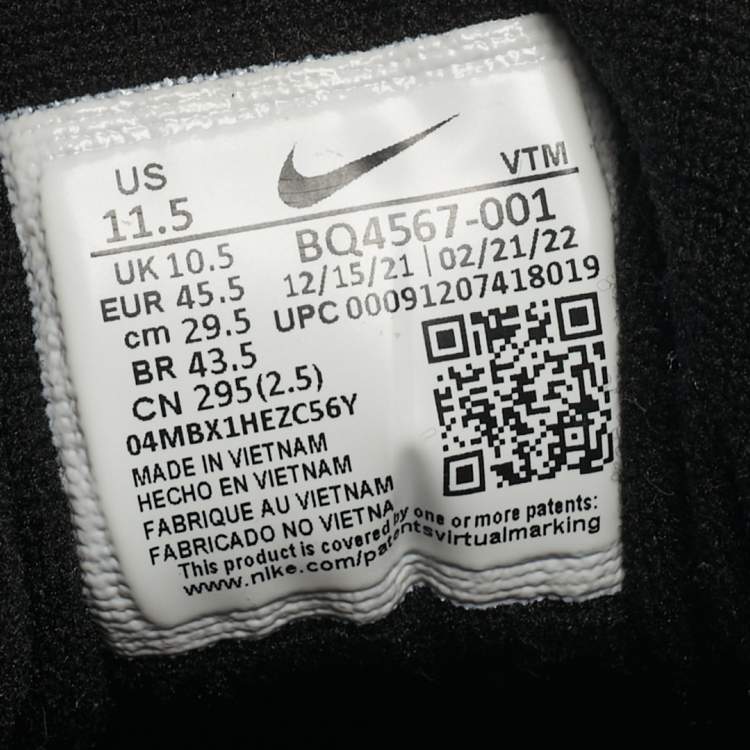 US
11.5
VTM
UK 10.5
EUR 45.5
cm 29.5
BR 43.5
CN 295(2.5)
BQ4567-001
12/15/21 | 02/21/22
UPC 00091207418019
04MBX1HEZC56Y
MADE IN VIETNAM
HECHO EN VIETNAM
FABRIQUE AU VIETNAM
FABRICADO NO VIETNA
This product is covered by one or more patents:
www.nike.com/patentsvirtualmarking